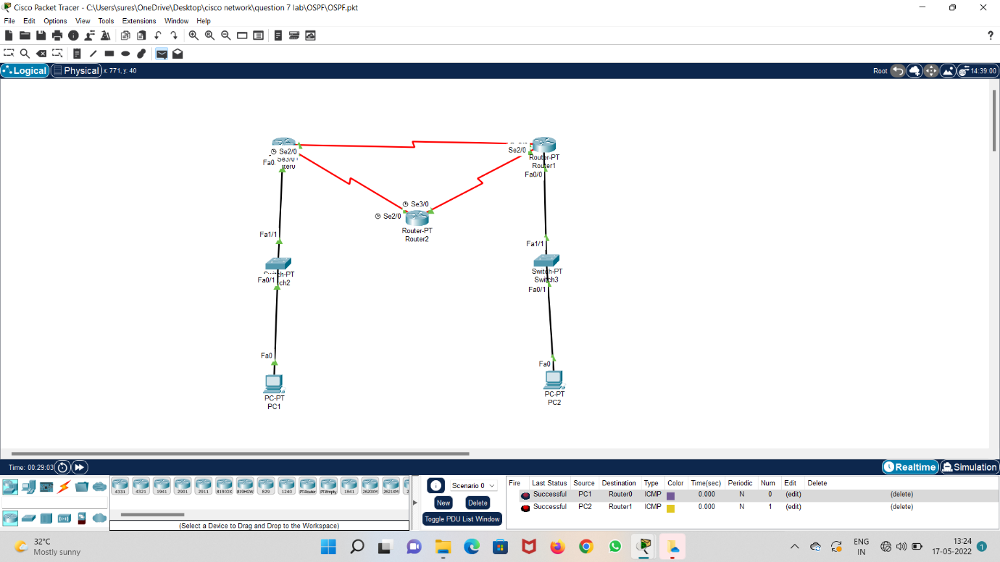 Cisco Packet Tracer - C:\Users\sures\OneDrive\Desktop\cisco network\question 7 lab\OSPF\OSPF.pkt
File Edit Options View Tools Extensions Window Help
?
Logical Physical x: 771, y: 40 Root 14:39:00
Se2/0
Se3/0
Fa0
Se2/0
Router-PT
Router1
Fa0/0
Se3/0
Se2/0
Router-PT
Router2
Fa1/1
Fa1/1
Switch-PT
Switch3
Fa0/1
Fa0/1
Fa0
Fa0
PC-PT
PC1
PC-PT
PC2
Time: 00:29:03 Realtime Simulation
4331 4321 1941 2901 2911 819IOX 819HGW 829 1240 PT-Router PT-Empty 1841 2620XM 2621XM
(Select a Device to Drag and Drop to the Workspace)
Scenario 0
New Delete
Toggle PDU List Window
Fire Last Status Source Destination Type Color Time(sec) Periodic Num Edit Delete
Successful PC1 Router0 ICMP 0.000 N 0 (edit) (delete)
Successful PC2 Router1 ICMP 0.000 N 1 (edit) (delete)
32°C
Mostly sunny
ENG
IN
13:24
17-05-2022
1